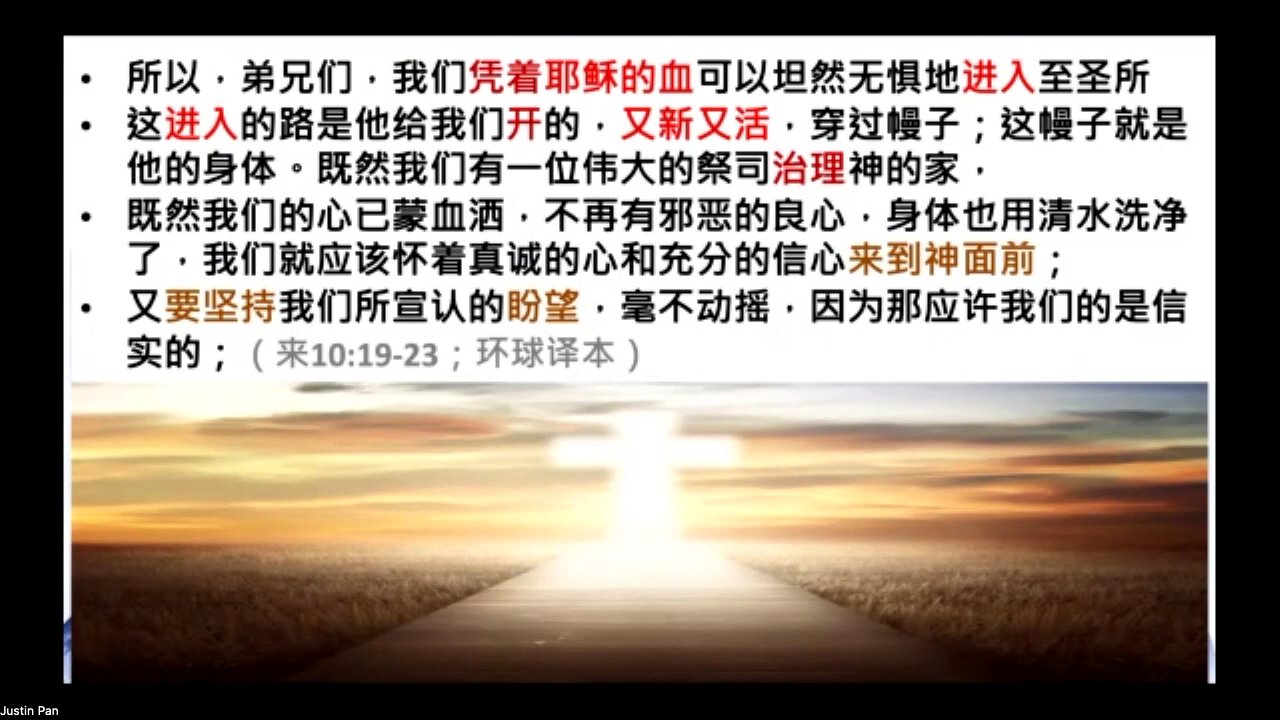 • 所以，弟兄们，我们凭着耶稣的血可以坦然无惧地进入至圣所
• 这进入的路是他给我们开的，又新又活，穿过幔子；这幔子就是
他的身体。既然我们有一位伟大的祭司治理神的家，
• 既然我们的心已蒙血洒，不再有邪恶的良心，身体也用清水洗净
了，我们就应该怀着真诚的心和充分的信心来到神面前；
• 又要坚持我们所宣认的盼望，毫不动摇，因为那应许我们的是信
实的；（来10:19-23；环球译本）
Justin Pan